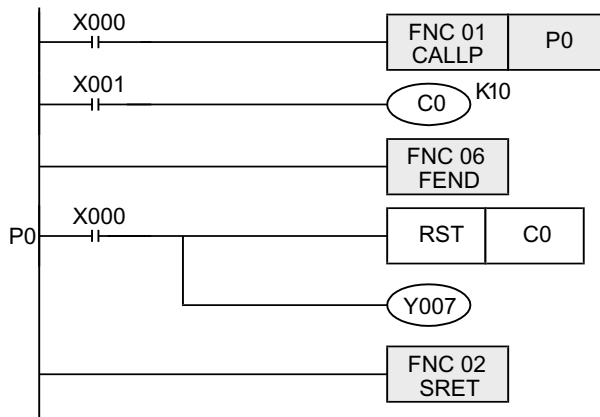 X000
FNC 01
CALLP
P0
X001
C0
K10
FNC 06
FEND
P0
X000
RST
C0
Y007
FNC 02
SRET